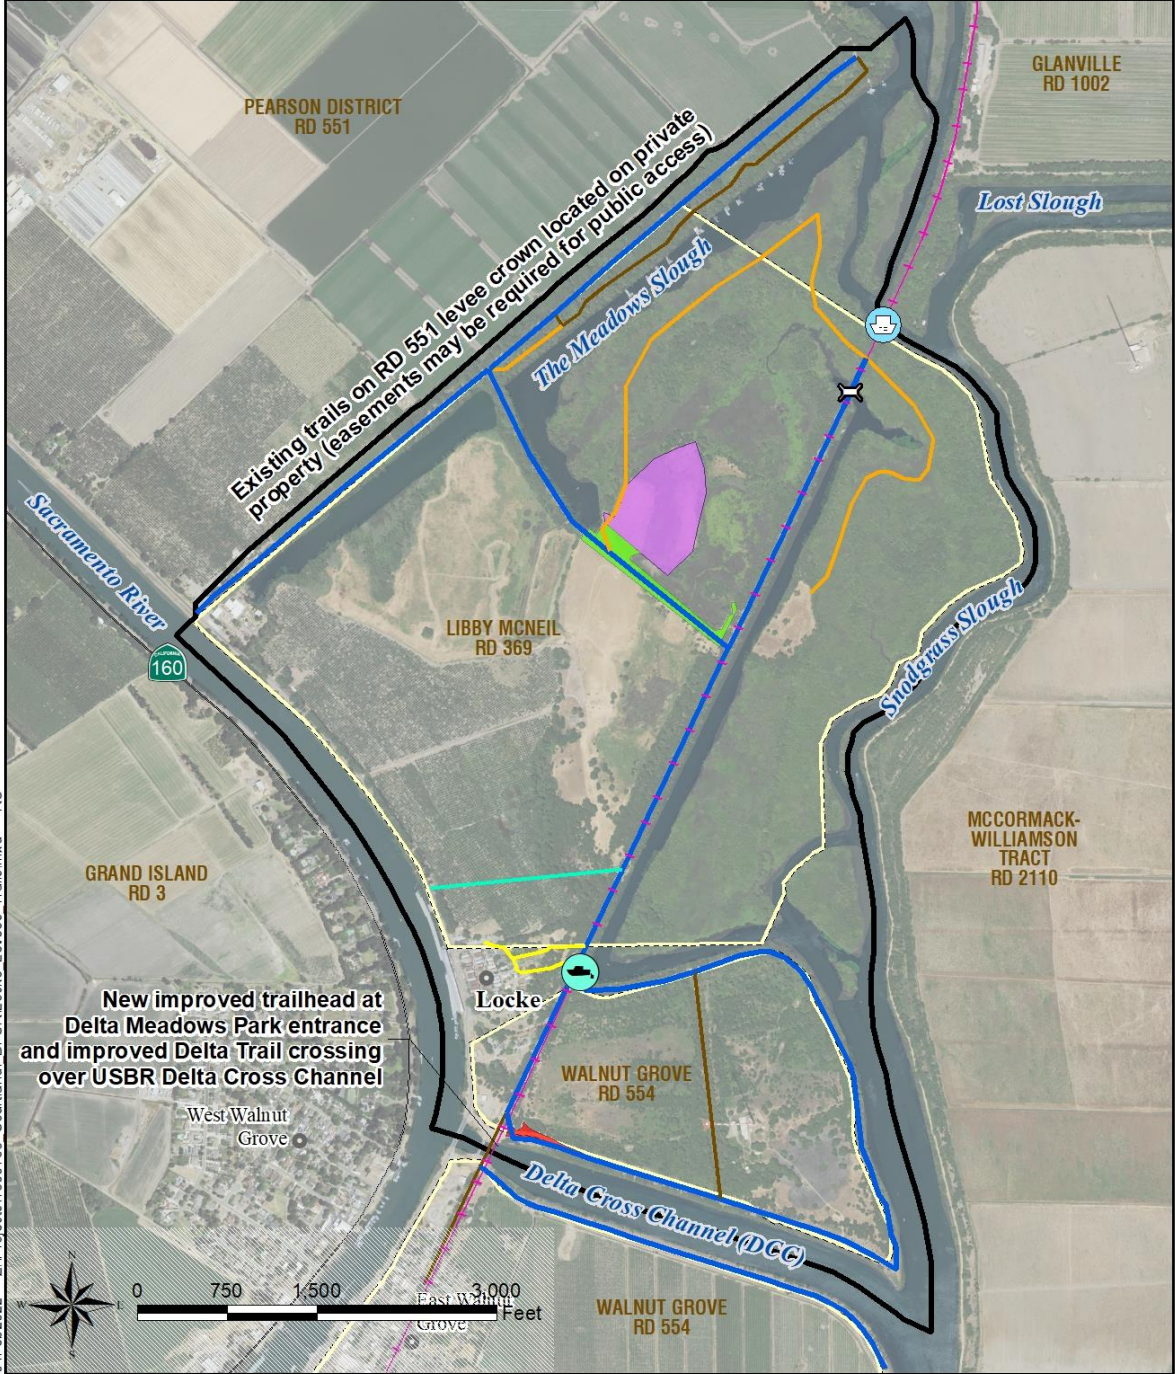 PEARSON DISTRICT
RD 551
GLANVILLE
RD 1002
Lost Slough
Existing trails on RD 551 levee crown located on private
property (easements may be required for public access)
The Meadows Slough
Sacramento River
CALIFORNIA
160
LIBBY MCNEIL
RD 369
Snodgrass Slough
GRAND ISLAND
RD 3
MCCORMACK-
WILLIAMSON
TRACT
RD 2110
New improved trailhead at
Delta Meadows Park entrance
and improved Delta Trail crossing
over USBR Delta Cross Channel
Locke
West Walnut
Grove
WALNUT GROVE
RD 554
Delta Cross Channel (DCC)
N
W
E
S
0 750 1,500 3,000
Feet
East Walnut
Grove
WALNUT GROVE
RD 554